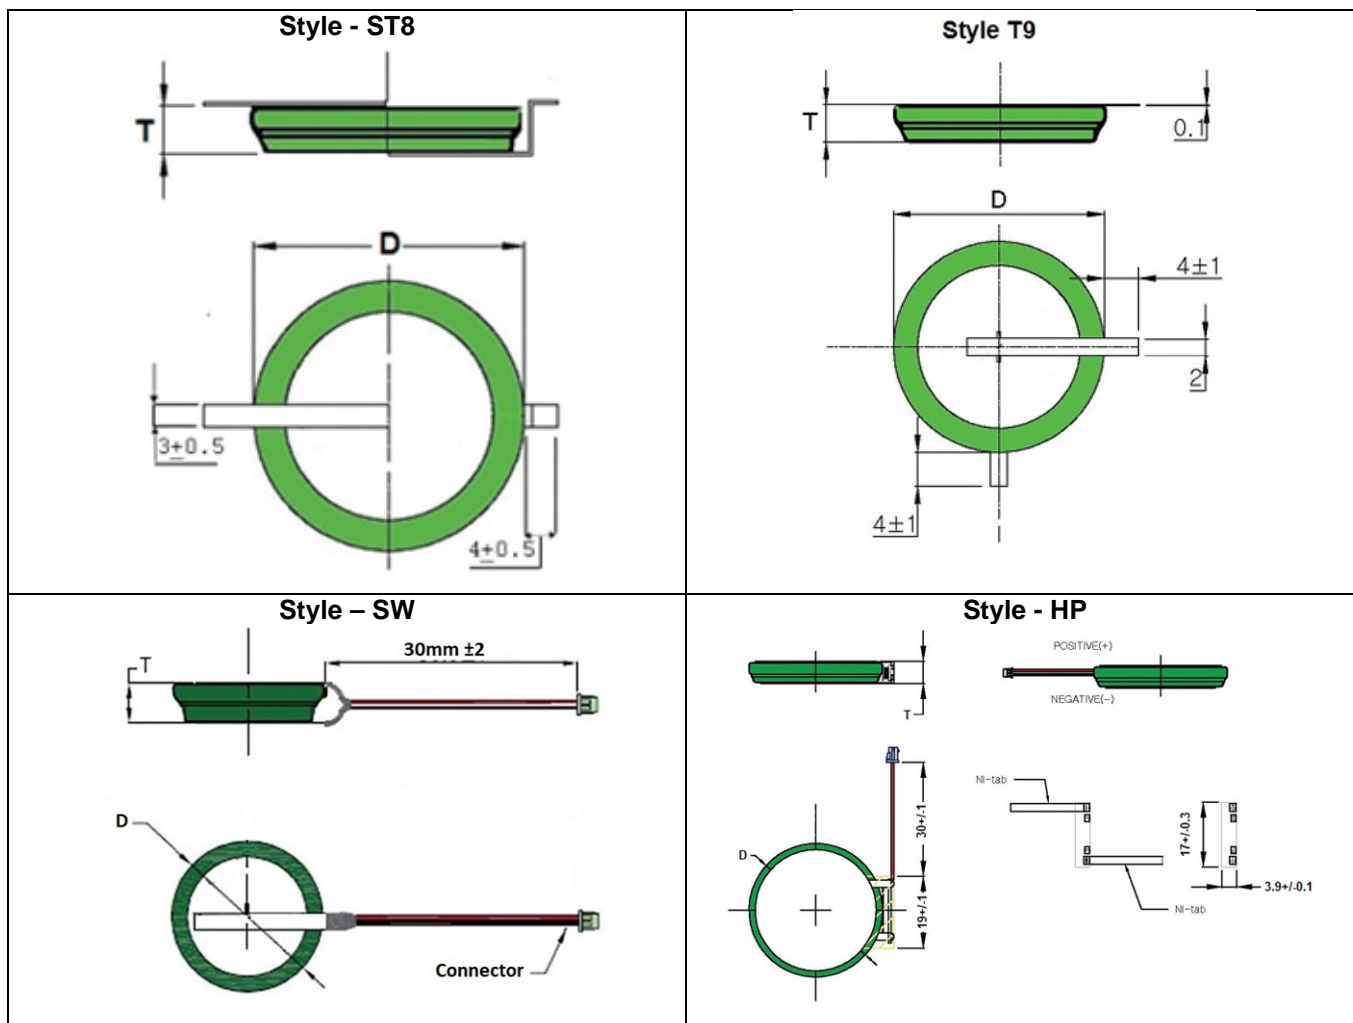 Style - ST8
T
D
3±0.5
4±0.5
Style T9
T
0.1
D
4±1
2
4±1
Style – SW
T
30mm ±2
D
Connector
Style - HP
T
POSITIVE(+)
NEGATIVE(-)
D
30+/-1
19+/-1
NI-tab
17+/-0.3
3.9+/-0.1
NI-tab